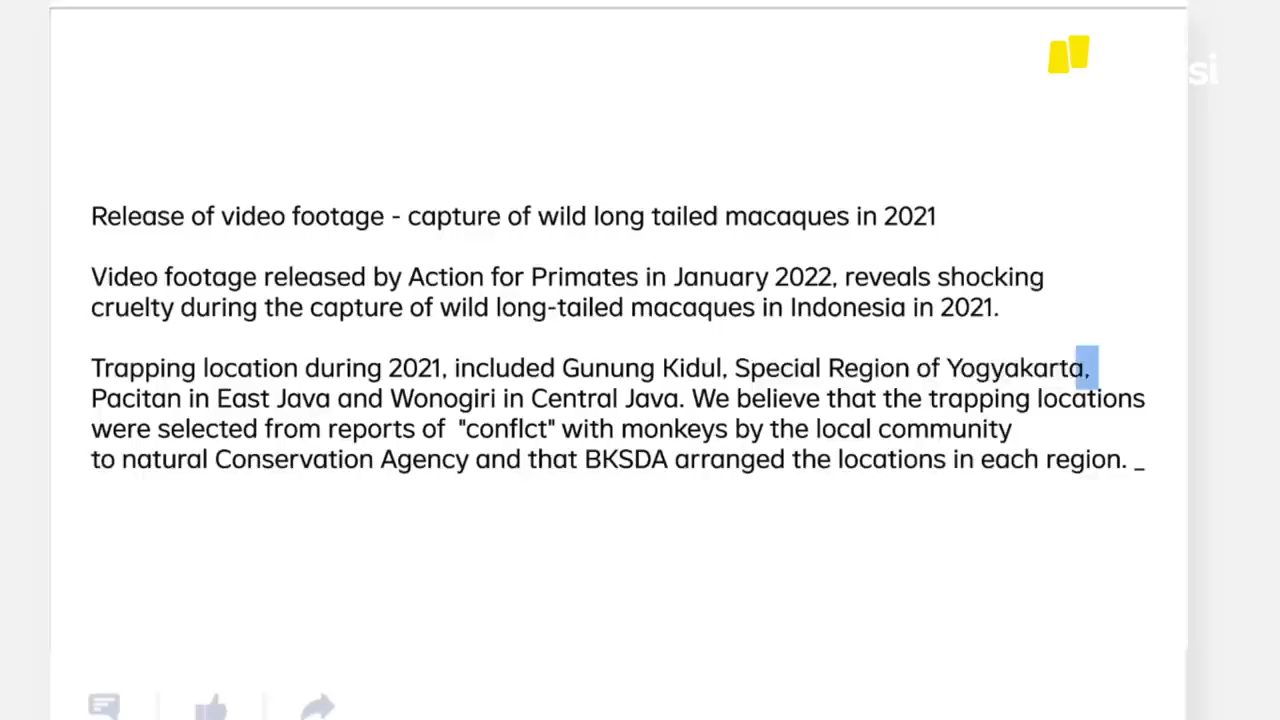 si
Release of video footage - capture of wild long tailed macaques in 2021
Video footage released by Action for Primates in January 2022, reveals shocking
cruelty during the capture of wild long-tailed macaques in Indonesia in 2021.
Trapping location during 2021, included Gunung Kidul, Special Region of Yogyakarta,
Pacitan in East Java and Wonogiri in Central Java. We believe that the trapping locations
were selected from reports of "conflct" with monkeys by the local community
to natural Conservation Agency and that BKSDA arranged the locations in each region. _